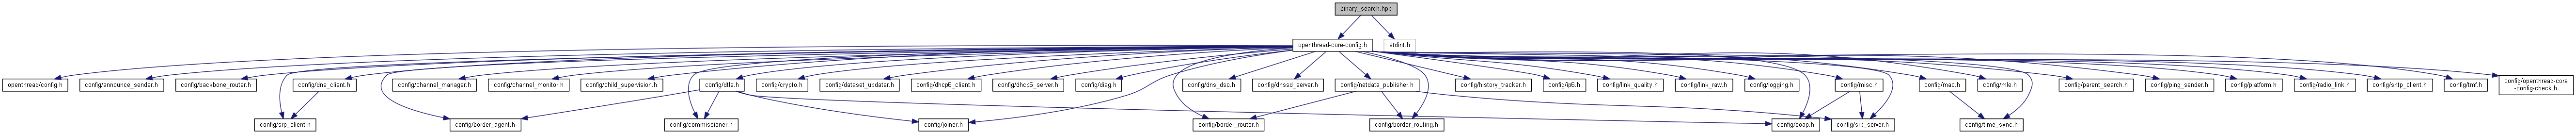 binary_search.hpp
openthread-core-config.h
stdint.h
openthread/config.h
config/announce_sender.h
config/backbone_router.h
config/dns_client.h
config/channel_manager.h
config/channel_monitor.h
config/child_supervision.h
config/dtls.h
config/crypto.h
config/dataset_updater.h
config/dhcp6_client.h
config/dhcp6_server.h
config/diag.h
config/dns_dso.h
config/dnssd_server.h
config/netdata_publisher.h
config/history_tracker.h
config/ip6.h
config/link_quality.h
config/link_raw.h
config/logging.h
config/misc.h
config/mac.h
config/mle.h
config/parent_search.h
config/ping_sender.h
config/platform.h
config/radio_link.h
config/sntp_client.h
config/tmf.h
config/openthread-core
-config-check.h
config/srp_client.h
config/border_agent.h
config/commissioner.h
config/joiner.h
config/border_router.h
config/border_routing.h
config/coap.h
config/srp_server.h
config/time_sync.h